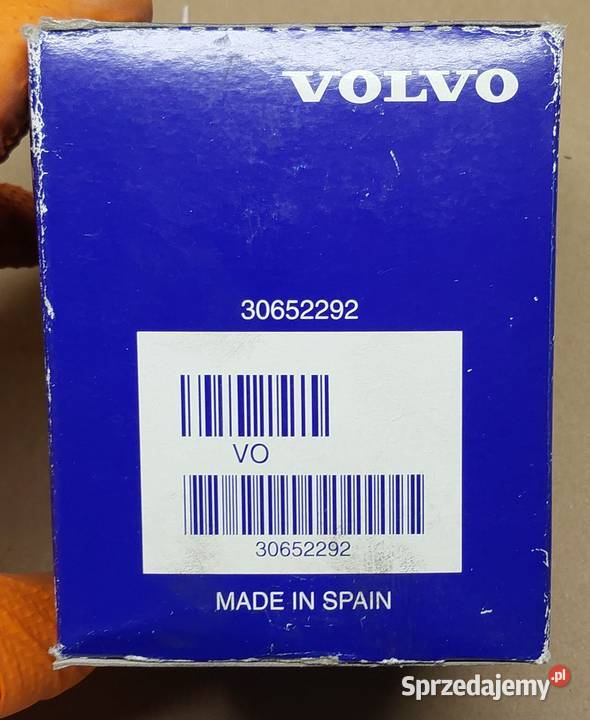 VOLVO
30652292
VO
30652292
MADE IN SPAIN
Sprzedajemy.pl